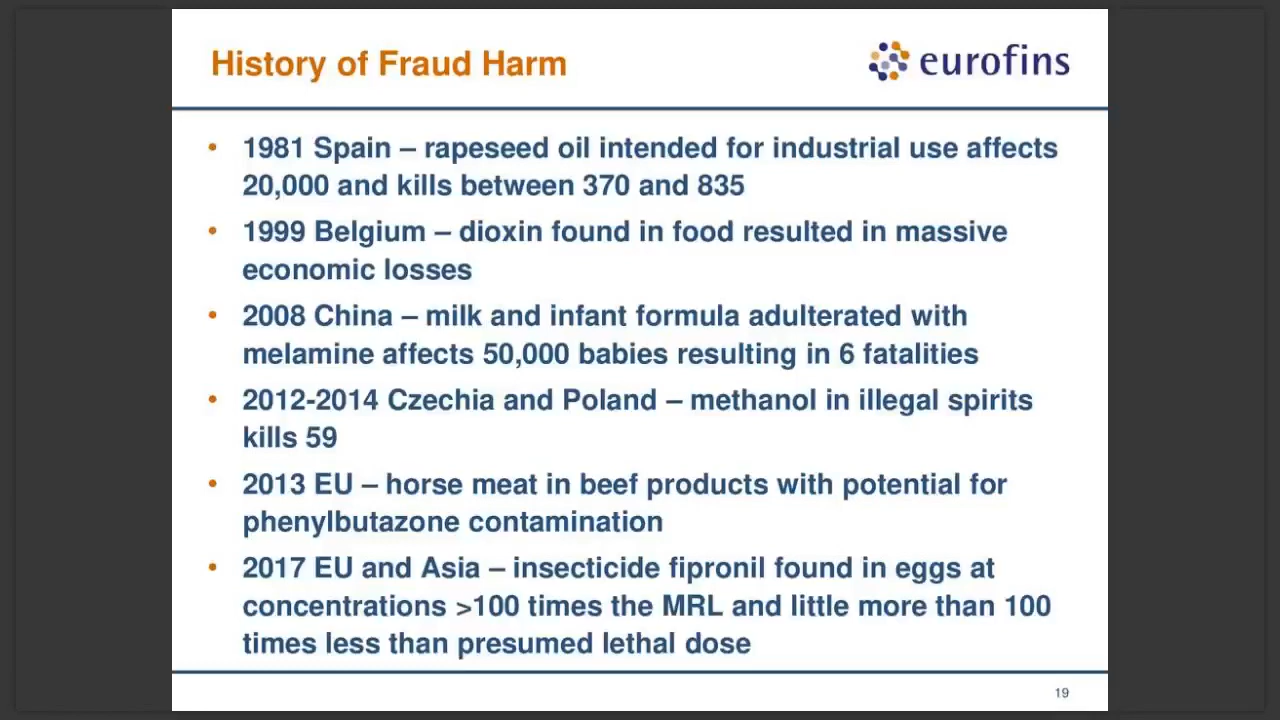 History of Fraud Harm
eurofins
• 1981 Spain – rapeseed oil intended for industrial use affects
20,000 and kills between 370 and 835
• 1999 Belgium – dioxin found in food resulted in massive
economic losses
• 2008 China – milk and infant formula adulterated with
melamine affects 50,000 babies resulting in 6 fatalities
• 2012-2014 Czechia and Poland – methanol in illegal spirits
kills 59
• 2013 EU – horse meat in beef products with potential for
phenylbutazone contamination
• 2017 EU and Asia – insecticide fipronil found in eggs at
concentrations >100 times the MRL and little more than 100
times less than presumed lethal dose
19